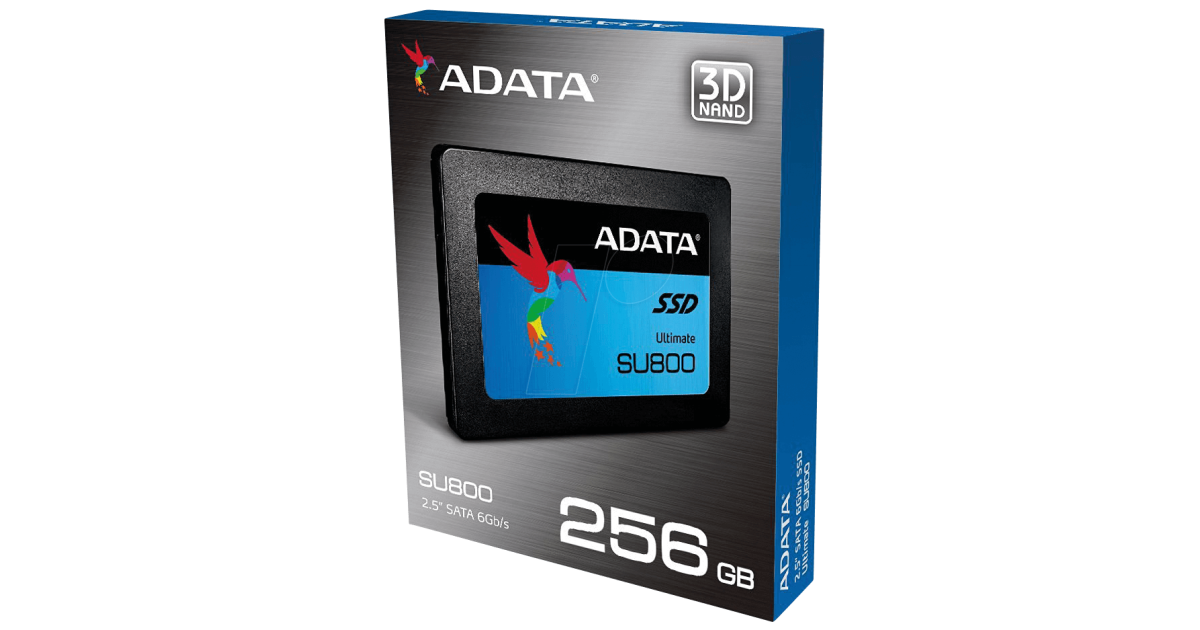 ADATA
ADATA®
3D
NAND
ADATA®
SSD
Ultimate
SU800
SU800
2.5" SATA 6Gb/s
256 GB
ADATA®
2.5" SATA 6Gb/s SSD
Ultimate SU800